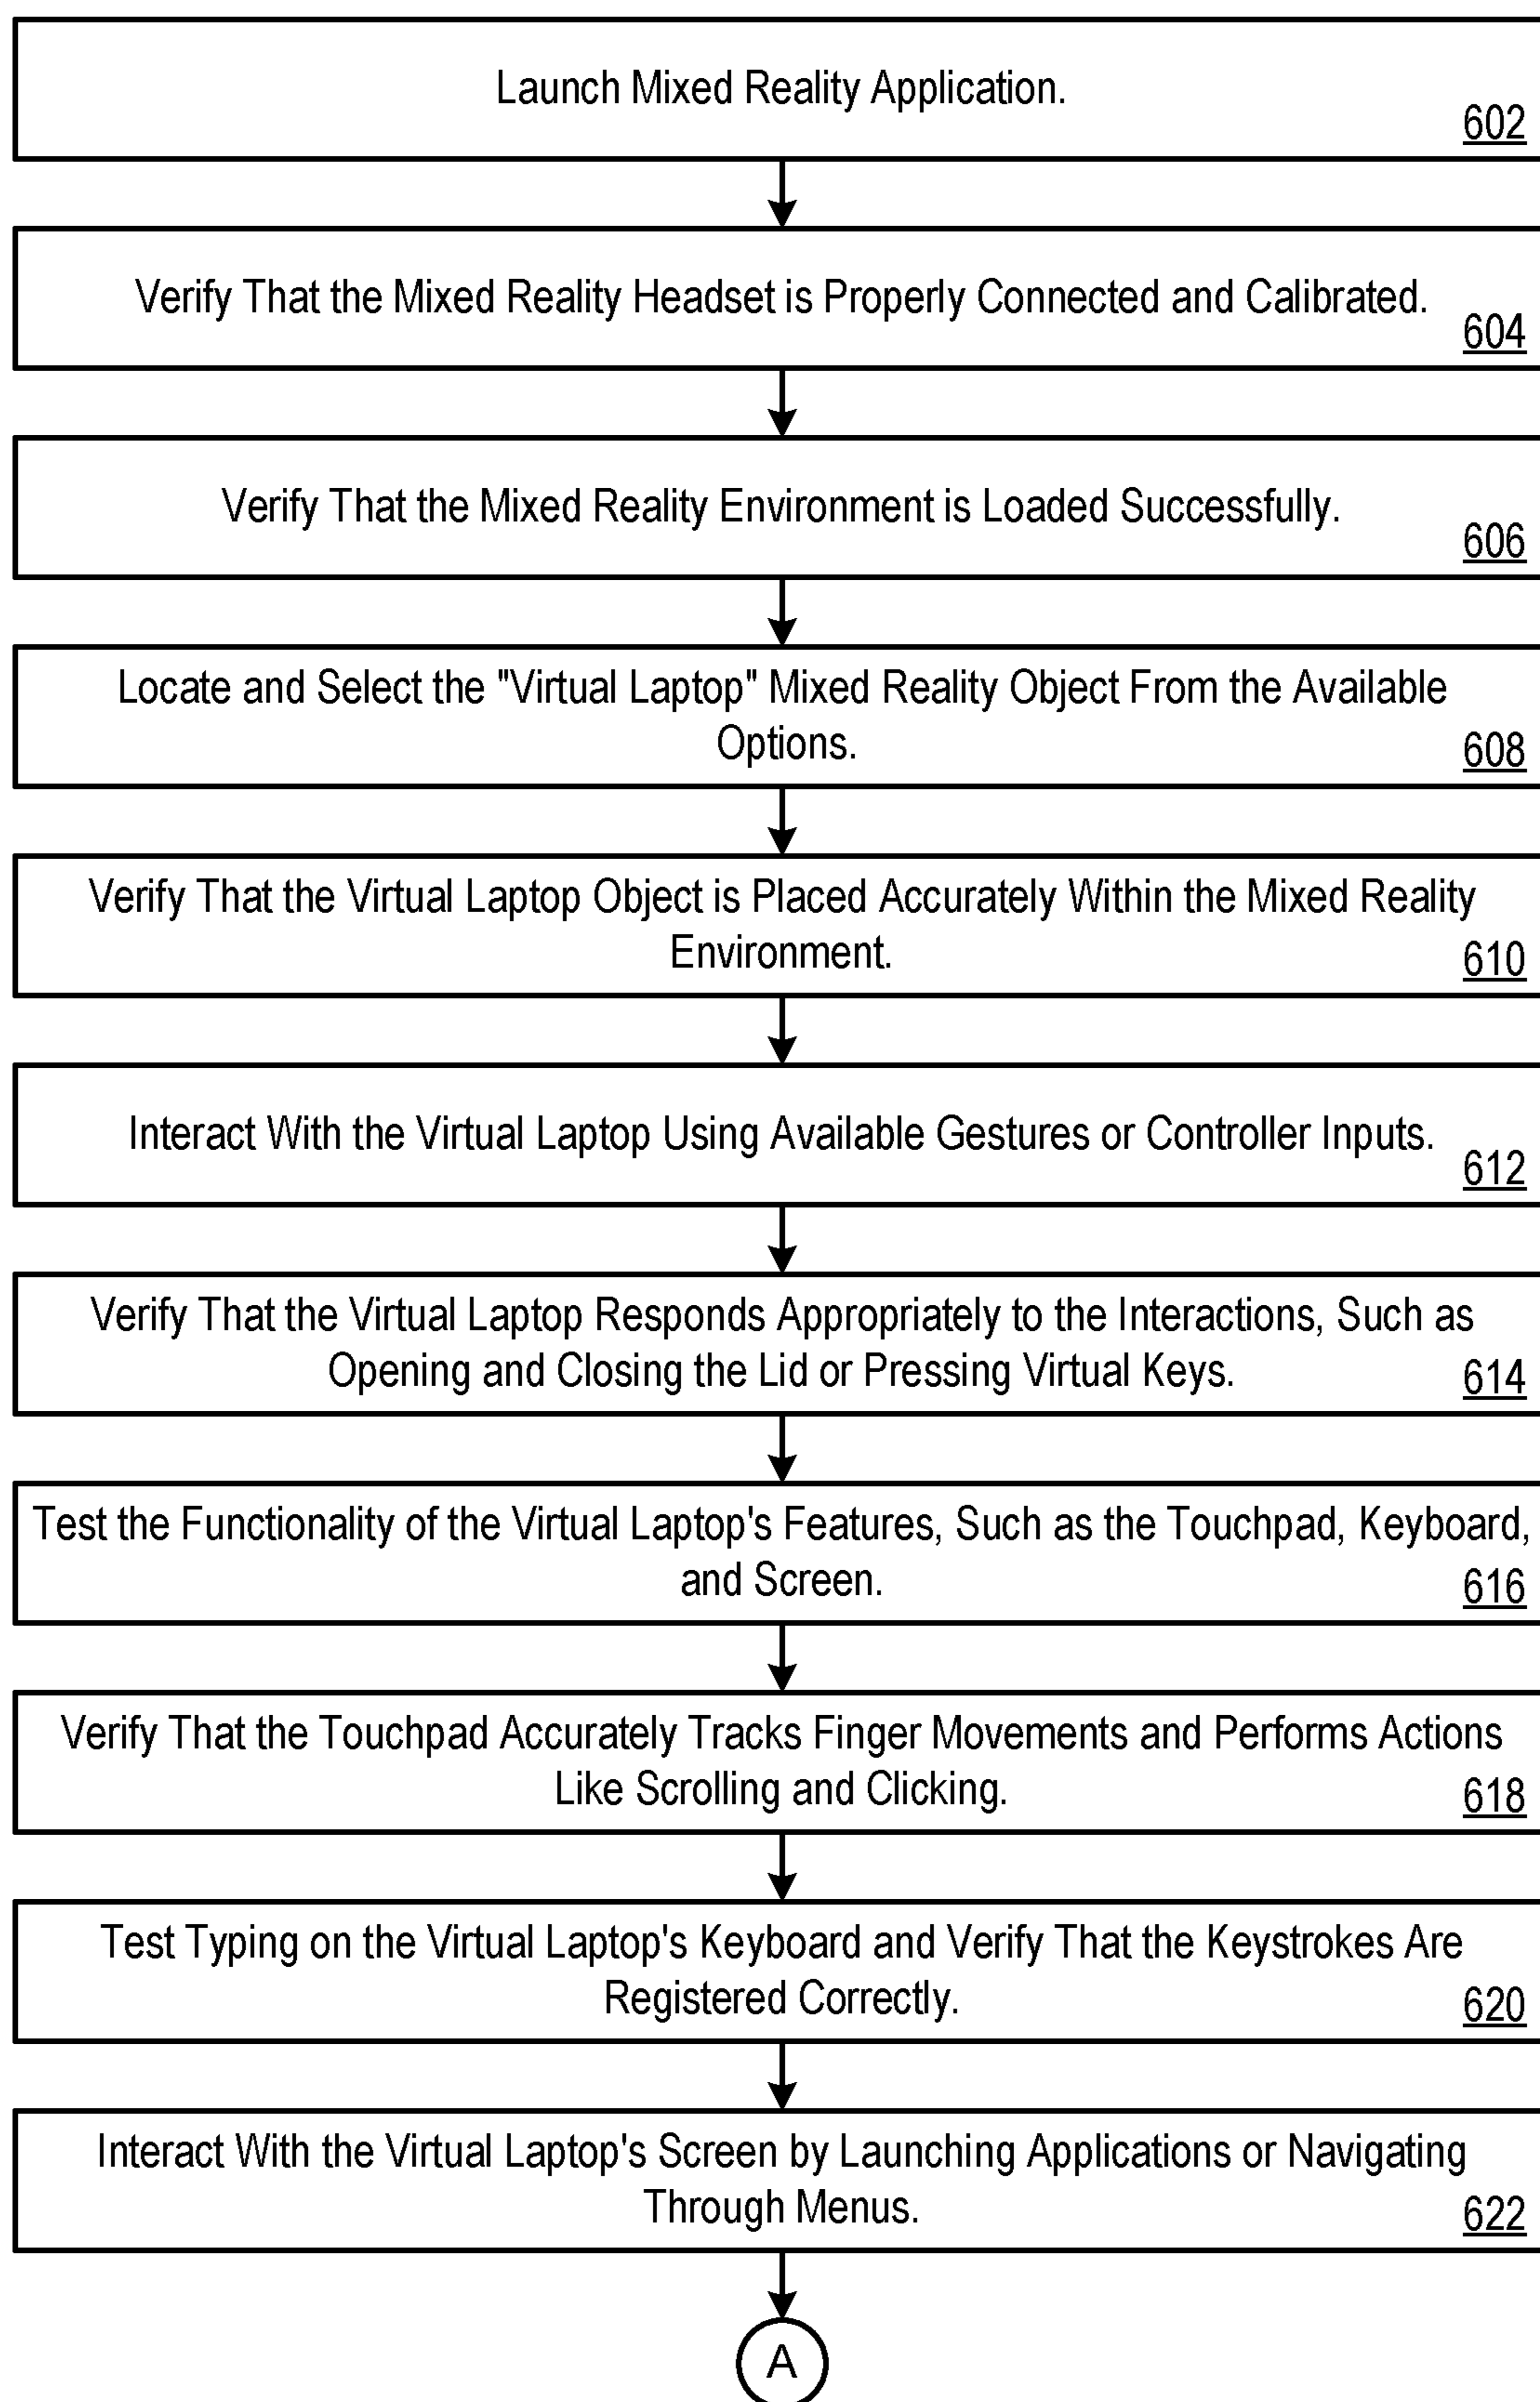 Launch Mixed Reality Application.
602
Verify That the Mixed Reality Headset is Properly Connected and Calibrated.
604
Verify That the Mixed Reality Environment is Loaded Successfully.
606
Locate and Select the "Virtual Laptop" Mixed Reality Object From the Available
Options.
608
Verify That the Virtual Laptop Object is Placed Accurately Within the Mixed Reality
Environment.
610
Interact With the Virtual Laptop Using Available Gestures or Controller Inputs.
612
Verify That the Virtual Laptop Responds Appropriately to the Interactions, Such as
Opening and Closing the Lid or Pressing Virtual Keys.
614
Test the Functionality of the Virtual Laptop's Features, Such as the Touchpad, Keyboard,
and Screen.
616
Verify That the Touchpad Accurately Tracks Finger Movements and Performs Actions
Like Scrolling and Clicking.
618
Test Typing on the Virtual Laptop's Keyboard and Verify That the Keystrokes Are
Registered Correctly.
620
Interact With the Virtual Laptop's Screen by Launching Applications or Navigating
Through Menus.
622
A